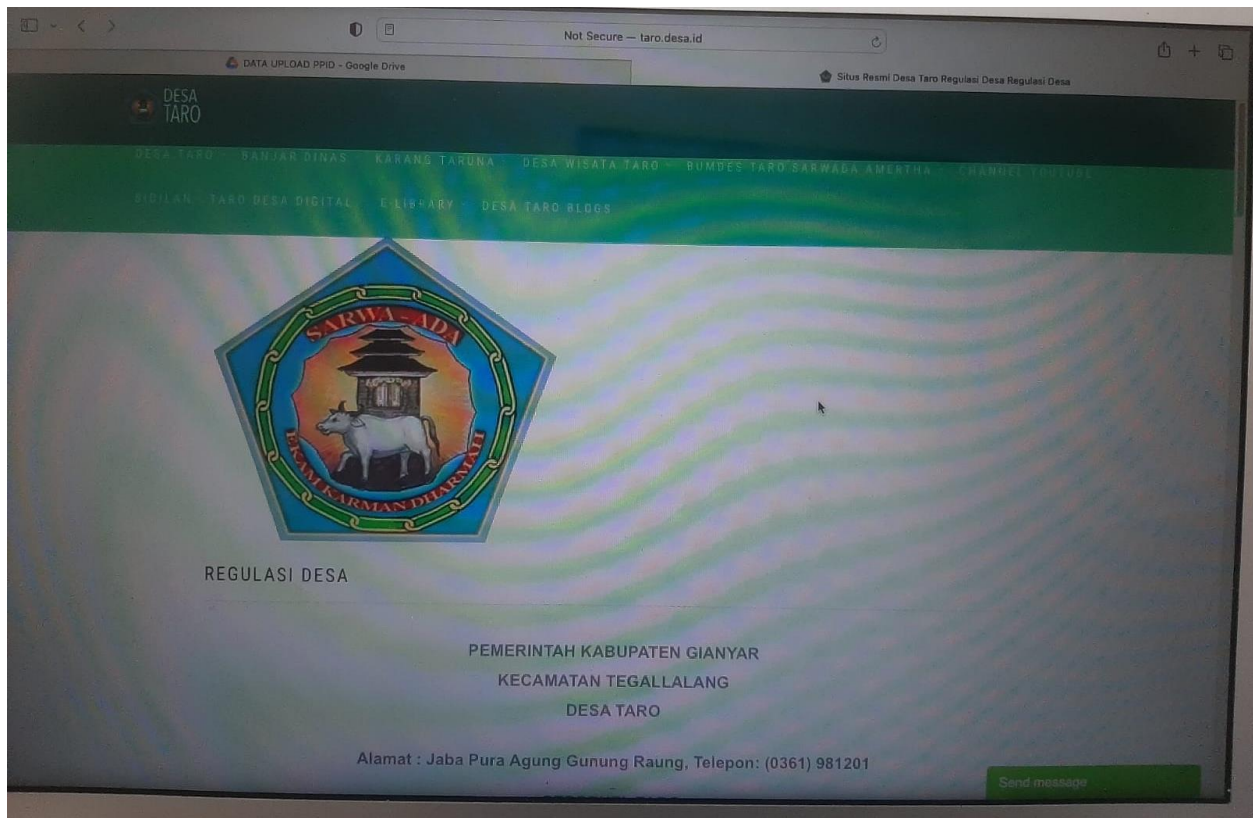 Not Secure — taro.desa.id
DATA UPLOAD PPID - Google Drive
Situs Resmi Desa Taro Regulasi Desa Regulasi Desa
DESA
TARO
DESA TARO BANJAR DINAS KARANG TARUNA DESA WISATA TARO BUMDES TARO SARWADA AMERTHA CHANNEL YOUTUBE
SIDILAN TARO DESA DIGITAL E-LIBRARY DESA TARO BLOGS
SARWA - ADA
EKAM KARMAN DHARMAH
REGULASI DESA
PEMERINTAH KABUPATEN GIANYAR
KECAMATAN TEGALLALANG
DESA TARO
Alamat : Jaba Pura Agung Gunung Raung, Telepon: (0361) 981201
Send message